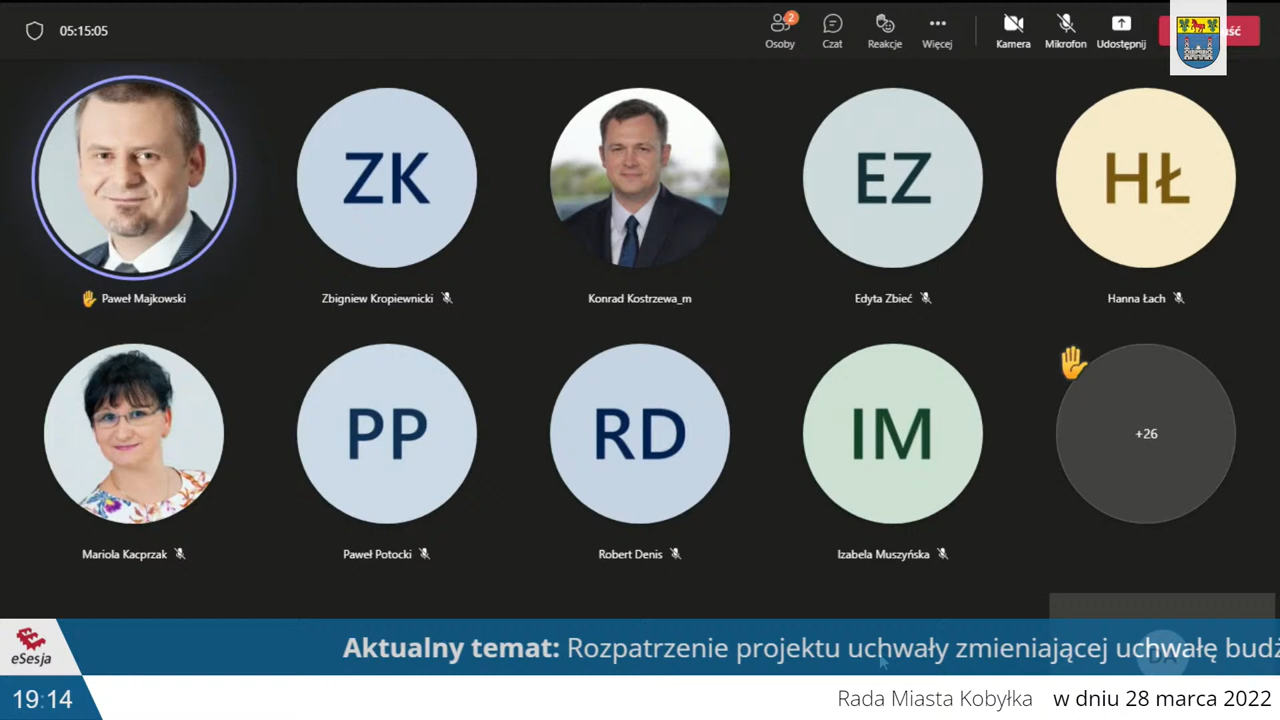 05:15:05
2
Osoby
Czat
Reakcje
Więcej
Kamera
Mikrofon
Udostępnij
ść
ZK
EZ
HŁ
Paweł Majkowski
Zbigniew Kropiewnicki
Konrad Kostrzewa_m
Edyta Zbieć
Hanna Łach
PP
RD
IM
+26
Mariola Kacprzak
Paweł Potocki
Robert Denis
Izabela Muszyńska
eSesja
Aktualny temat: Rozpatrzenie projektu uchwały zmieniającej uchwałę budż
19:14
Rada Miasta Kobyłka w dniu 28 marca 2022